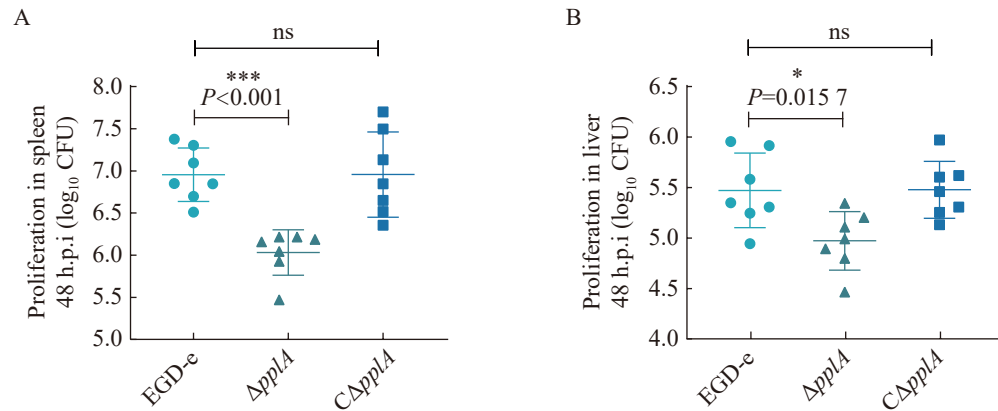 A
ns
***
P<0.001
Proliferation in spleen
48 h.p.i (log10 CFU)
8.0
7.5
7.0
6.5
6.0
5.5
5.0
EGD-e
ΔpplA
CΔpplA
B
ns
*
P=0.015 7
Proliferation in liver
48 h.p.i (log10 CFU)
6.5
6.0
5.5
5.0
4.5
4.0
EGD-e
ΔpplA
CΔpplA